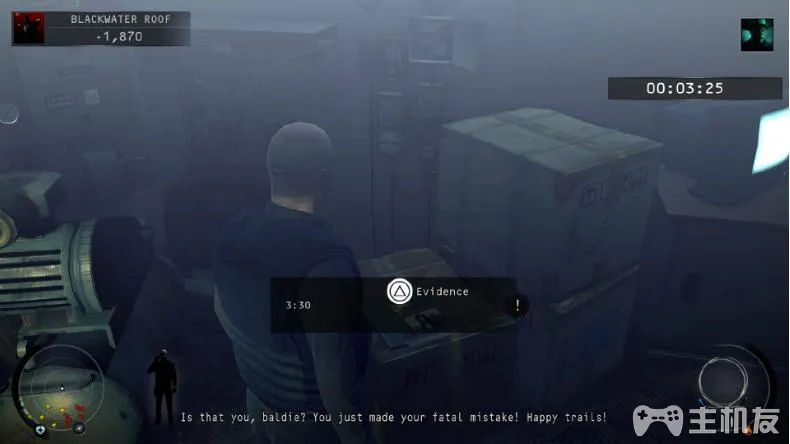 BLACKWATER ROOF
-1,870
00:03:25
Evidence
3:30
!
Is that you, baldie? You just made your fatal mistake! Happy trails!
主机友